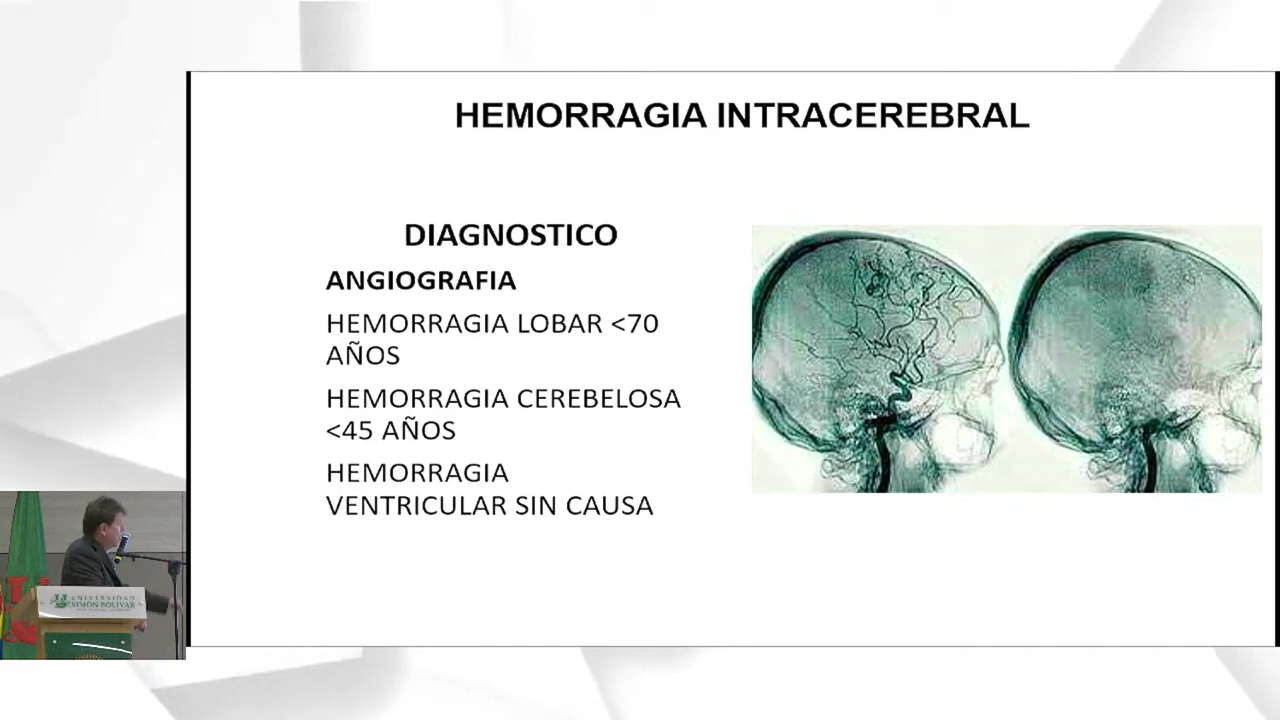 HEMORRAGIA INTRACEREBRAL
DIAGNOSTICO
ANGIOGRAFIA
HEMORRAGIA LOBAR <70
AÑOS
HEMORRAGIA CEREBELOSA
<45 AÑOS
HEMORRAGIA
VENTRICULAR SIN CAUSA
UNIVERSIDAD
SIMÓN BOLÍVAR